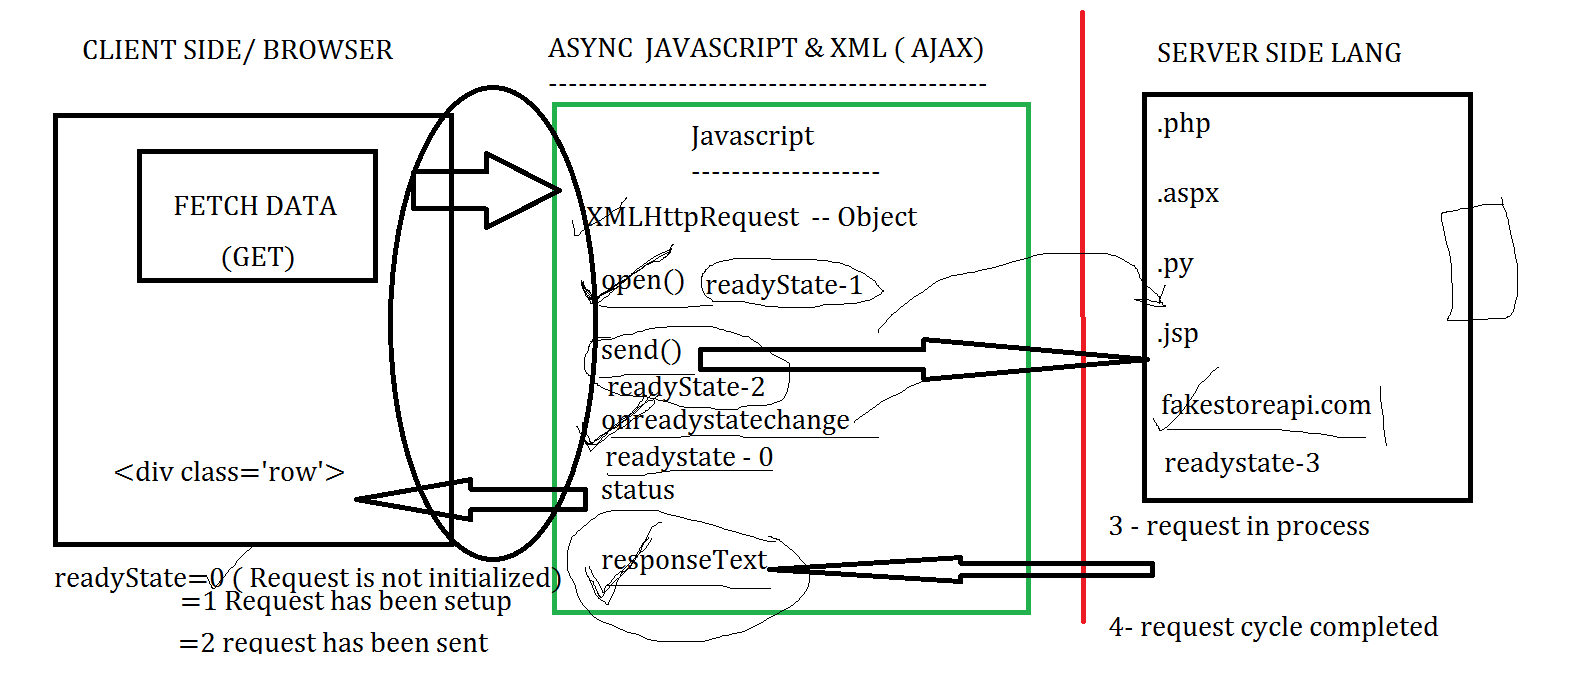 CLIENT SIDE/ BROWSER
FETCH DATA
(GET)
<div class='row'>
readyState=0 ( Request is not initialized)
=1 Request has been setup
=2 request has been sent
ASYNC  JAVASCRIPT & XML ( AJAX)
--------------------------------------------
Javascript
-------------------
XMLHttpRequest  -- Object
open()  readyState-1
send()
readyState-2
onreadystatechange
readystate - 0
status
responseText
SERVER SIDE LANG
.php
.aspx
.py
.jsp
fakestoreapi.com
readystate-3
3 - request in process
4- request cycle completed